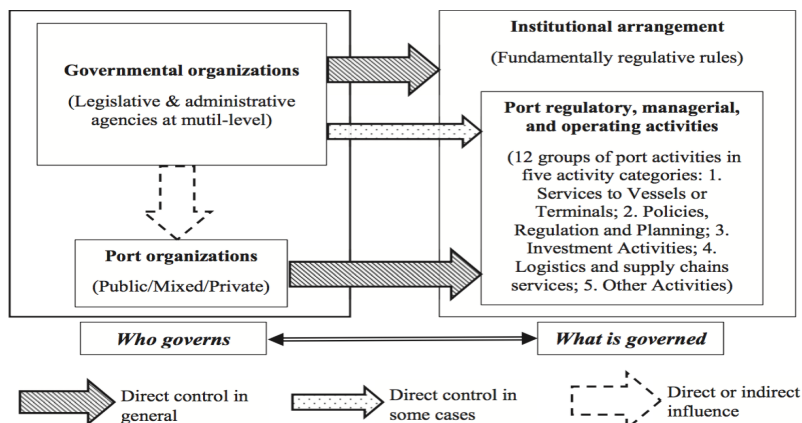 Governmental organizations
(Legislative & administrative
agencies at mutil-level)
Port organizations
(Public/Mixed/Private)
Institutional arrangement
(Fundamentally regulative rules)
Port regulatory, managerial,
and operating activities
(12 groups of port activities in
five activity categories: 1.
Services to Vessels or
Terminals; 2. Policies,
Regulation and Planning; 3.
Investment Activities; 4.
Logistics and supply chains
services; 5. Other Activities)
Who governs
What is governed
Direct control in
general
Direct control in
some cases
Direct or indirect
influence